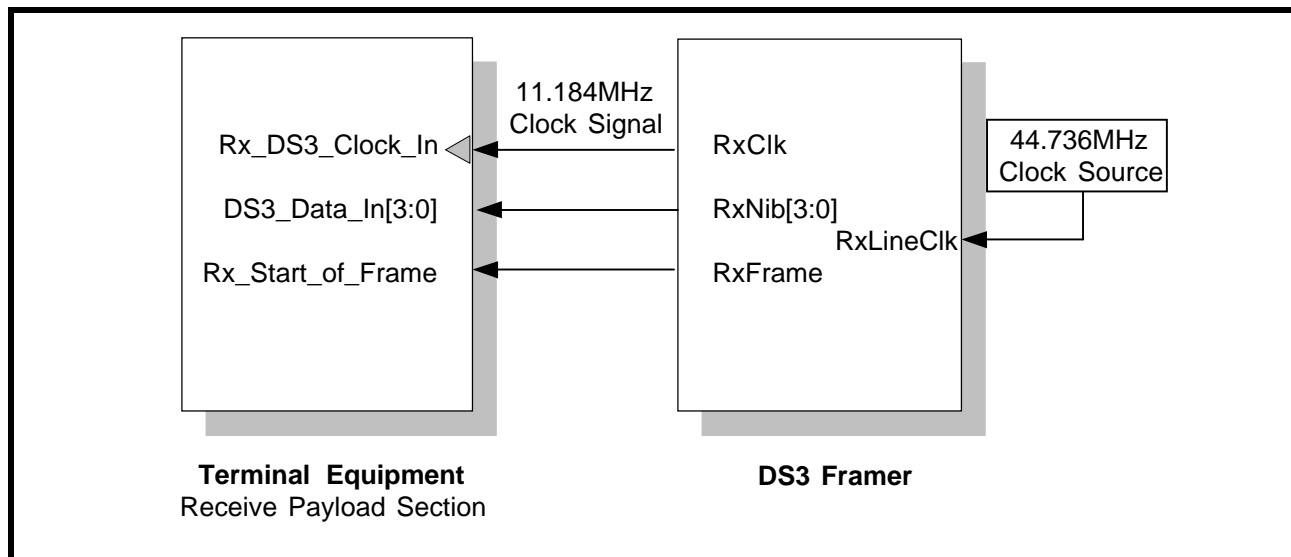 11.184MHz
Clock Signal
Rx_DS3_Clock_In
RxClk
44.736MHz
Clock Source
DS3_Data_In[3:0]
RxNib[3:0]
RxLineClk
Rx_Start_of_Frame
RxFrame
Terminal Equipment
Receive Payload Section
DS3 Framer